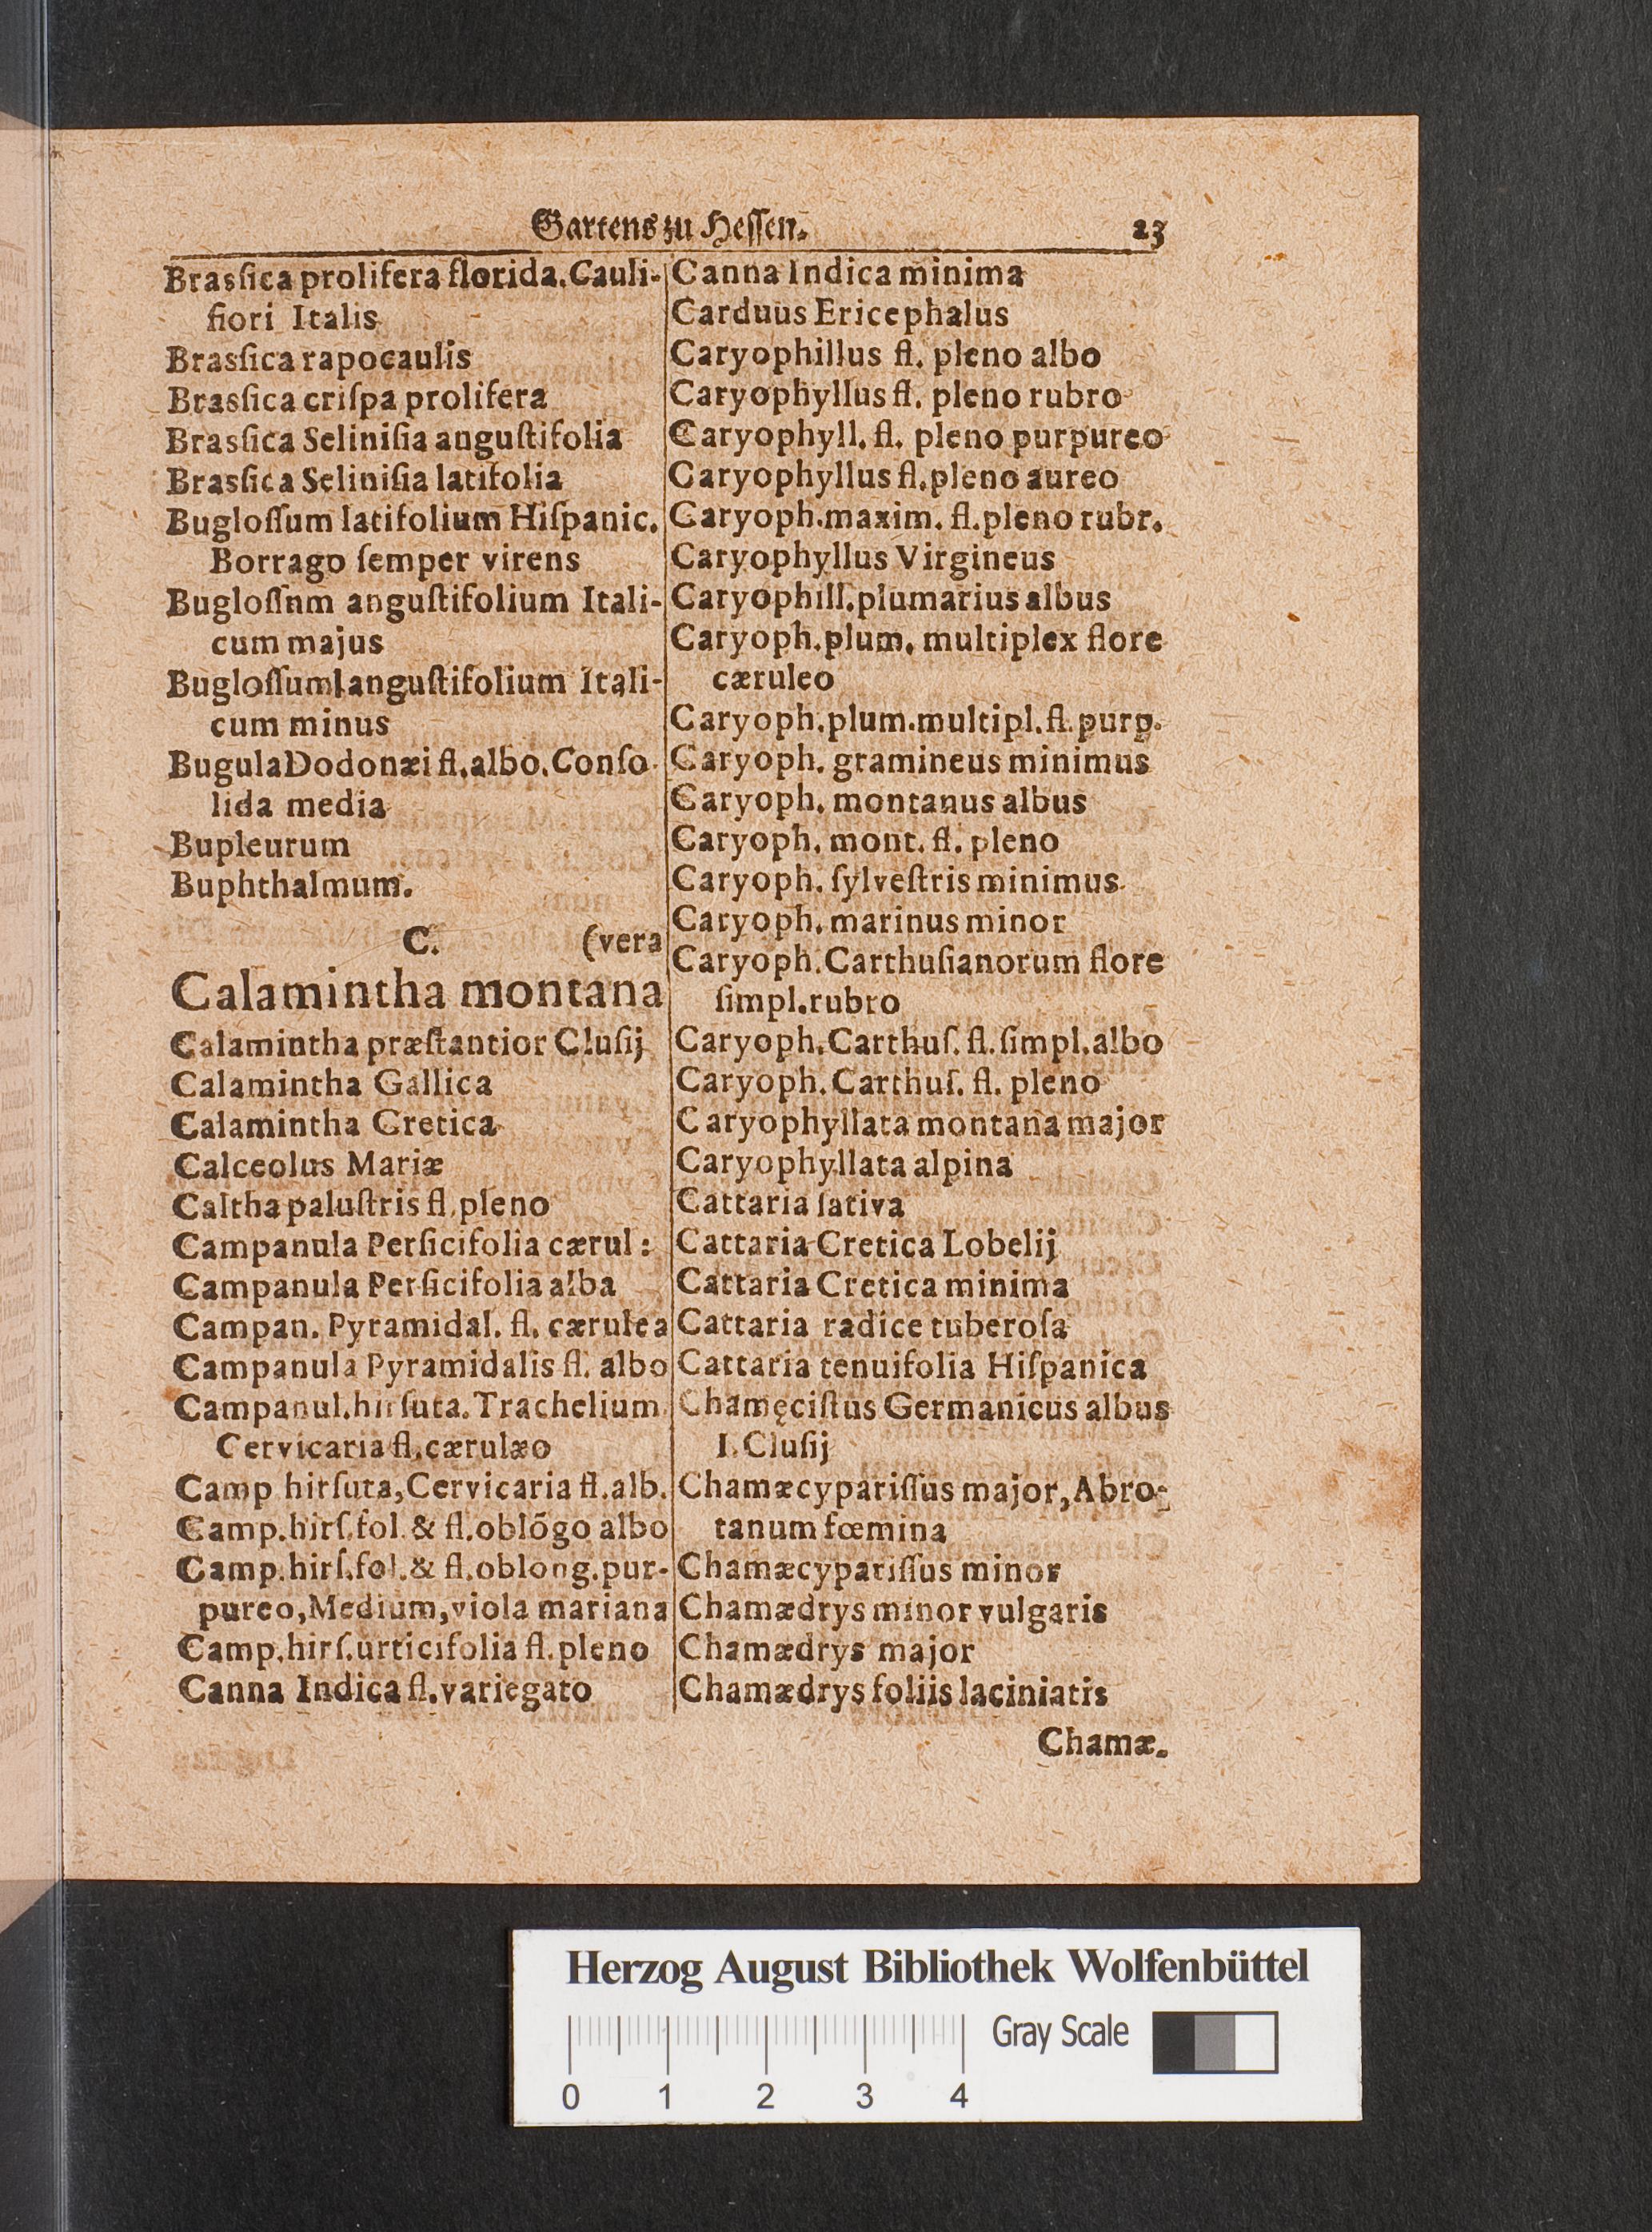 Gartens zu Hessen. 23
Brasſica prolifera florida. Cauli-
fiori Italis
Brasſica rapocaulis
Brasſica criſpa prolifera
Brasſica Seliniſia anguſtifolia
Brasſica Seliniſia latifolia
Bugloſſum latifolium Hiſpanic.
Borrago ſemper virens
Bugloſſnm anguſtifolium Itali-
cum majus
Bugloſſum anguſtifolium Itali-
cum minus
Bugula Dodonæi fl. albo. Conſo-
lida media
Bupleurum
Buphthalmum.
C. (vera
Calamintha montana
Calamintha præſtantior Cluſij
Calamintha Gallica
Calamintha Cretica
Calceolus Mariæ
Caltha paluſtris fl. pleno
Campanula Perſicifolia cærul:
Campanula Perſicifolia alba
Campan. Pyramidal. fl. cærulea
Campanula Pyramidalis fl. albo
Campanul. hirſuta. Trachelium
Cervicaria fl. cærulæo
Camp hirſuta, Cervicaria fl. alb.
Camp. hirſ. fol. & fl. oblõgo albo
Camp. hirſ. fol. & fl. oblong. pur-
pureo, Medium, viola mariana
Camp. hirſ. urticifolia fl. pleno
Canna Indica fl. variegato
Canna Indica minima
Carduus Ericephalus
Caryophillus fl. pleno albo
Caryophyllus fl. pleno rubro
Caryophyll. fl. pleno purpureo
Caryophyllus fl. pleno aureo
Caryoph. maxim. fl. pleno rubr.
Caryophyllus Virgineus
Caryophill. plumarius albus
Caryoph. plum. multiplex flore
cæruleo
Caryoph. plum. multipl. fl. purp.
Caryoph. gramineus minimus
Caryoph. montanus albus
Caryoph. mont. fl. pleno
Caryoph. ſylveſtris minimus
Caryoph. marinus minor
Caryoph. Carthuſianorum flore
ſimpl. rubro
Caryoph. Carthuſ. fl. ſimpl. albo
Caryoph. Carthuſ. fl. pleno
Caryophyllata montana major
Caryophyllata alpina
Cattaria ſativa
Cattaria Cretica Lobelij
Cattaria Cretica minima
Cattaria radice tuberoſa
Cattaria tenuifolia Hiſpanica
Chamęciſtus Germanicus albus
I. Cluſij
Chamæcypariſſus major, Abro-
tanum fœmina
Chamæcypariſſus minor
Chamædrys minor vulgaris
Chamædrys major
Chamædrys foliis laciniatis
Chamæ-
Herzog August Bibliothek Wolfenbüttel
Gray Scale
0 1 2 3 4